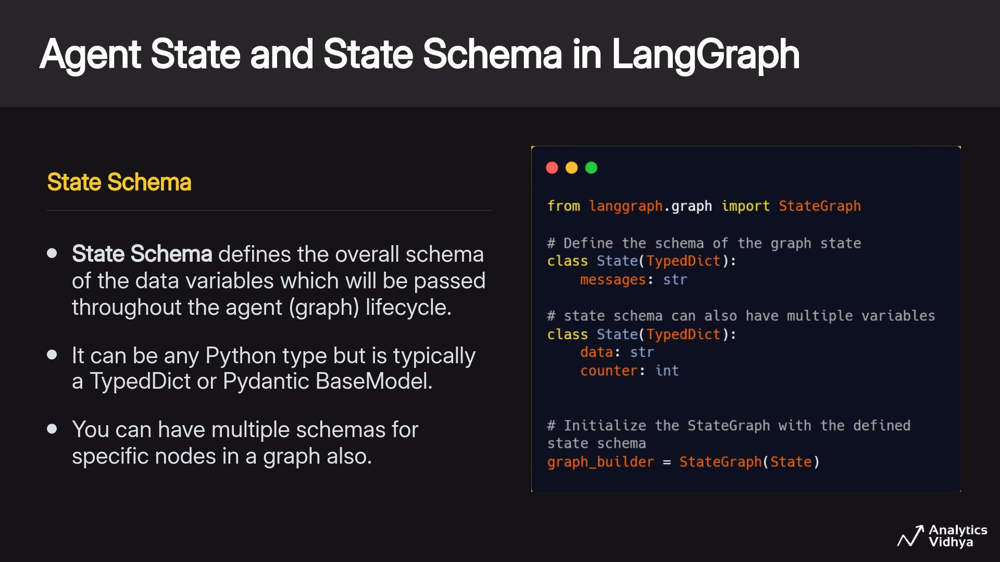 Agent State and State Schema in LangGraph
State Schema
State Schema defines the overall schema
of the data variables which will be passed
throughout the agent (graph) lifecycle.
It can be any Python type but is typically
a TypedDict or Pydantic BaseModel.
You can have multiple schemas for
specific nodes in a graph also.
from langgraph.graph import StateGraph
# Define the schema of the graph state
class State(TypedDict):
    messages: str
# state schema can also have multiple variables
class State(TypedDict):
    data: str
    counter: int
# Initialize the StateGraph with the defined
state schema
graph_builder = StateGraph(State)
Analytics
Vidhya